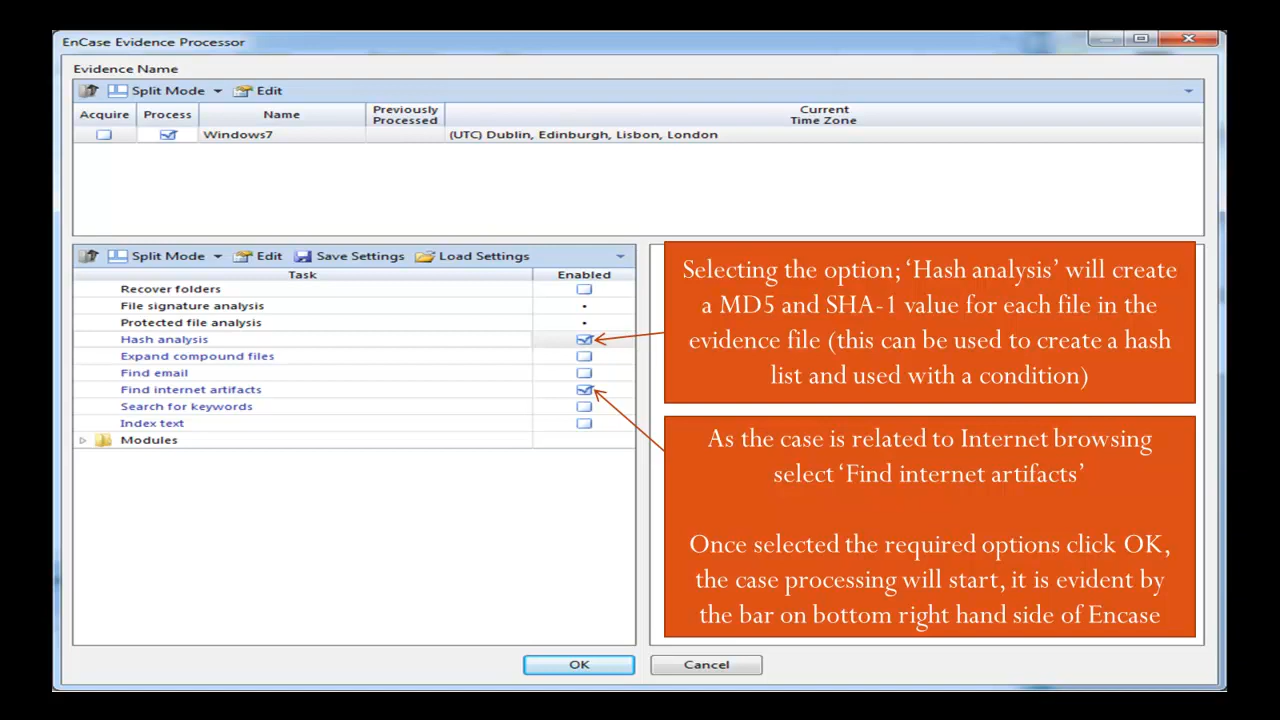 EnCase Evidence Processor
Evidence Name
Split Mode Edit
Acquire Process Name Previously Processed Current Time Zone
Windows7 (UTC) Dublin, Edinburgh, Lisbon, London
Split Mode Edit Save Settings Load Settings
Task Enabled
Recover folders
File signature analysis
Protected file analysis
Hash analysis
Expand compound files
Find email
Find internet artifacts
Search for keywords
Index text
Modules
Selecting the option; ‘Hash analysis’ will create
a MD5 and SHA-1 value for each file in the
evidence file (this can be used to create a hash
list and used with a condition)
As the case is related to Internet browsing
select ‘Find internet artifacts’
Once selected the required options click OK,
the case processing will start, it is evident by
the bar on bottom right hand side of Encase
OK Cancel